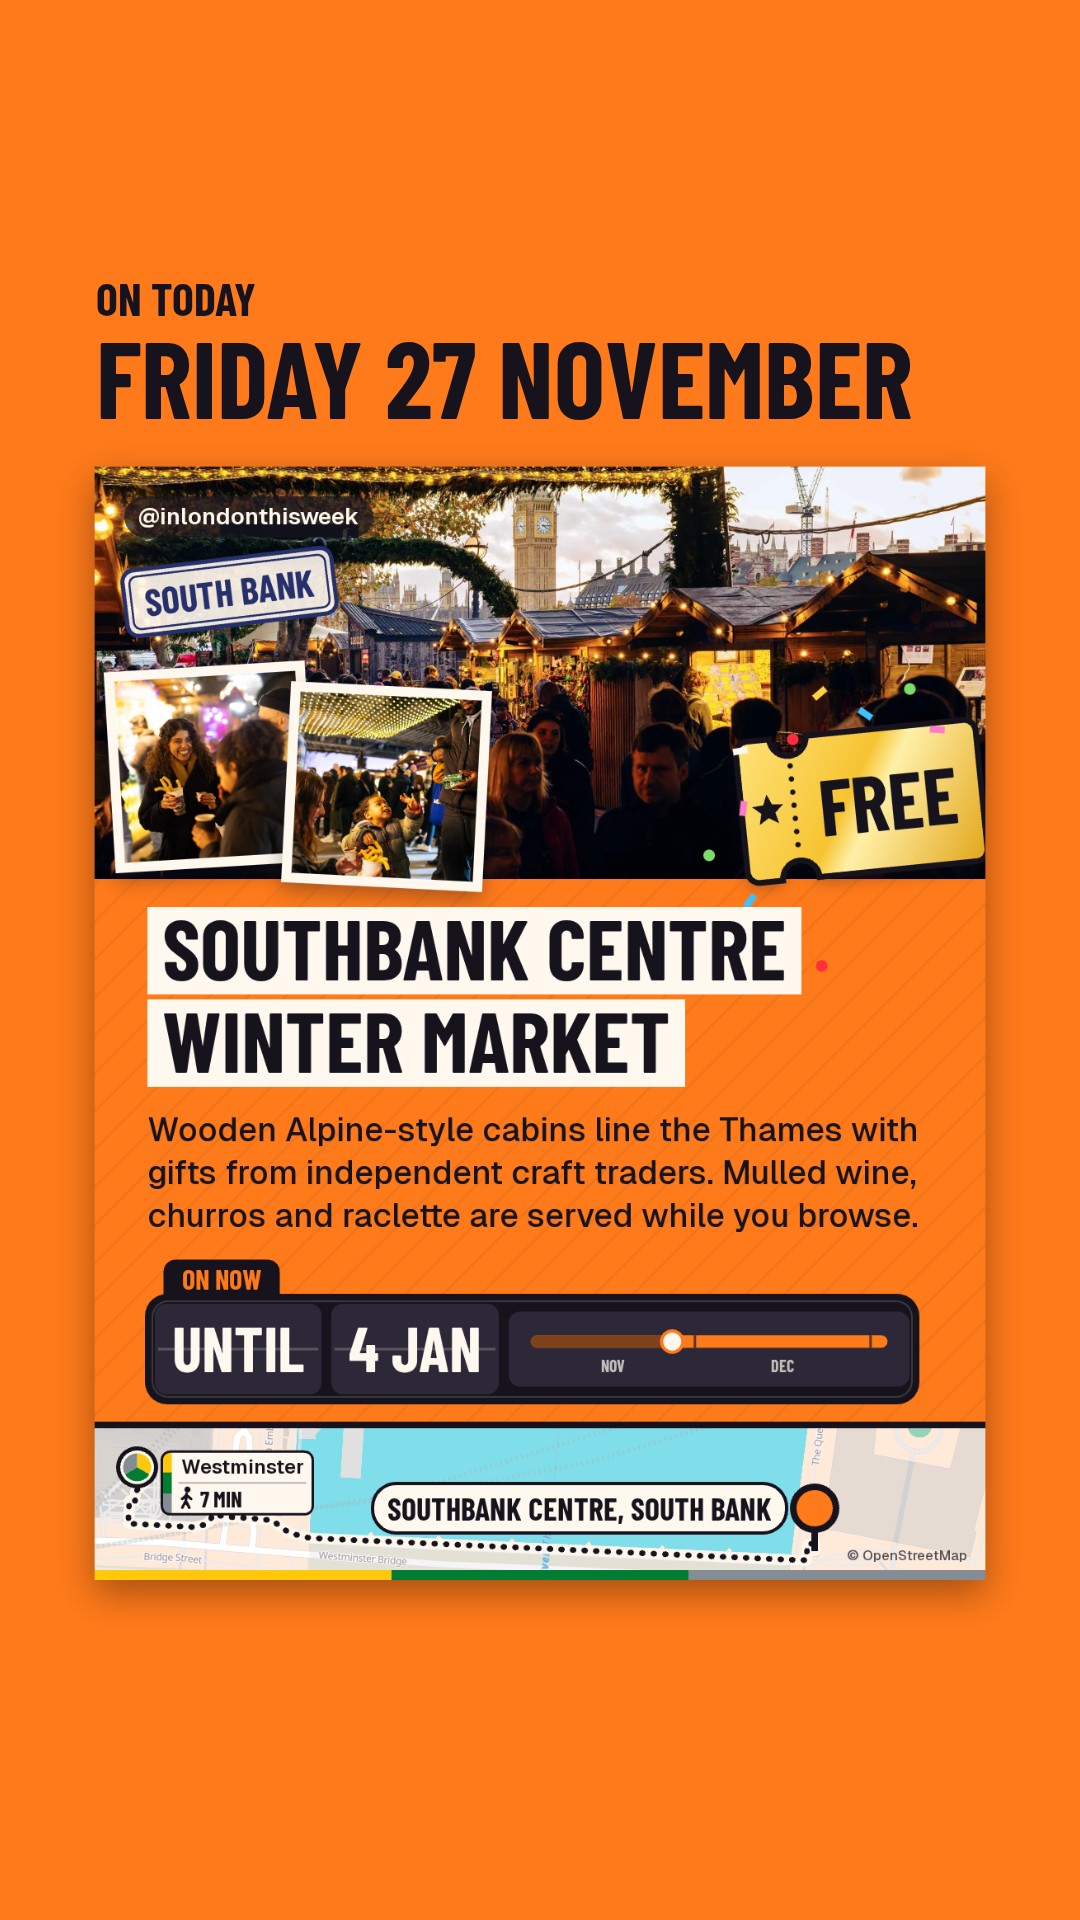 ON TODAY
FRIDAY 27 NOVEMBER
@inlondonthisweek
SOUTH BANK
FREE
SOUTHBANK CENTRE
WINTER MARKET
Wooden Alpine-style cabins line the Thames with
gifts from independent craft traders. Mulled wine,
churros and raclette are served while you browse.
ON NOW
UNTIL 4 JAN
NOV DEC
Westminster
7 MIN
SOUTHBANK CENTRE, SOUTH BANK
Bridge Street
Westminster Bridge
The Que
© OpenStreetMap